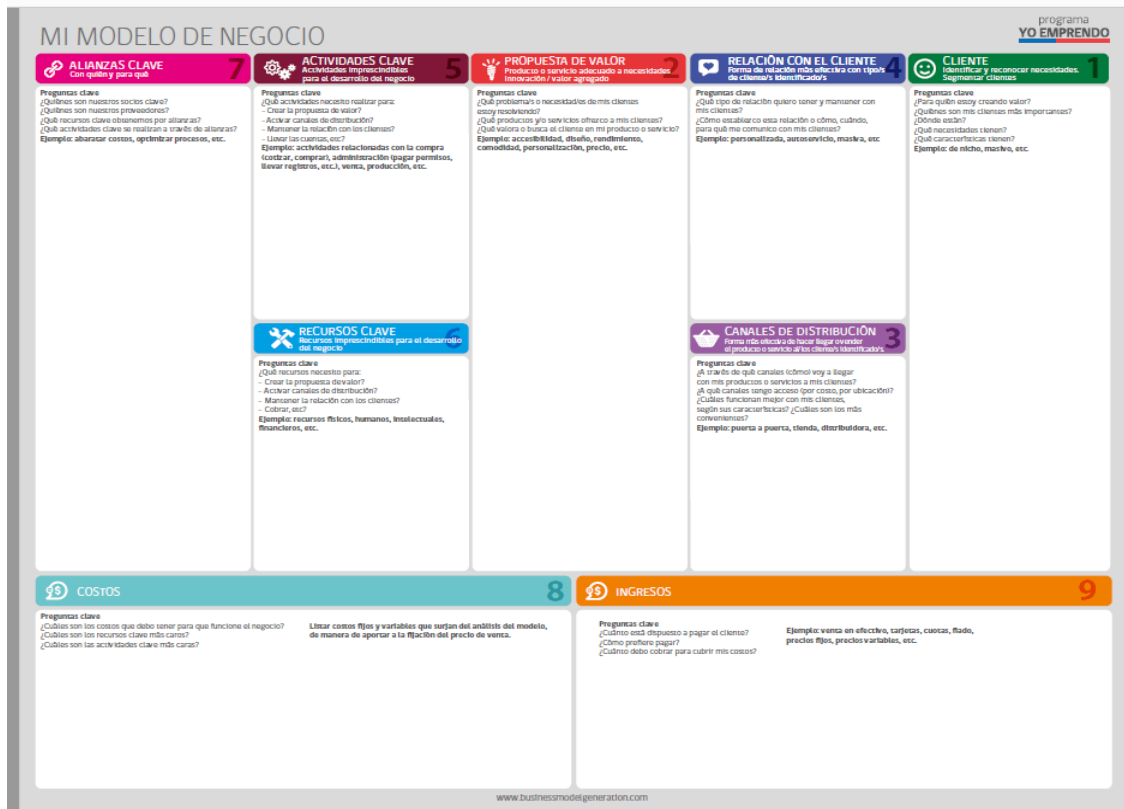 MI MODELO DE NEGOCIO
programa
YO EMPRENDO
ALIANZAS CLAVE
Con quién y para qué
7
Preguntas clave
¿Quiénes son nuestros socios clave?
¿Quiénes son nuestros proveedores?
¿Qué recursos clave obtenemos por alianzas?
¿Qué actividades clave se realizan a través de alianzas?
Ejemplo: abaratar costos, optimizar procesos, etc.
ACTIVIDADES CLAVE
Actividades imprescindibles
para el desarrollo del negocio
5
Preguntas clave
¿Qué actividades necesito realizar para:
- Crear la propuesta de valor?
- Activar canales de distribución?
- Mantener la relación con los clientes?
- Llevar las cuentas, etc?
Ejemplo: actividades relacionadas con la compra
(cotizar, comprar), administración (pagar permisos,
llevar registros, etc.), venta, producción, etc.
RECURSOS CLAVE
Recursos imprescindibles para el desarrollo
del negocio
6
Preguntas clave
¿Qué recursos necesito para:
- Crear la propuesta de valor?
- Activar canales de distribución?
- Mantener la relación con los clientes?
- Cobrar, etc?
Ejemplo: recursos físicos, humanos, intelectuales,
financieros, etc.
PROPUESTA DE VALOR
Producto o servicio adecuado a necesidades
Innovación / valor agregado
2
Preguntas clave
¿Qué problema/s o necesidad/es de mis clientes
estoy resolviendo?
¿Qué productos y/o servicios ofrezco a mis clientes?
¿Qué valora o busca el cliente en mi producto o servicio?
Ejemplo: accesibilidad, diseño, rendimiento,
comodidad, personalización, precio, etc.
RELACIÓN CON EL CLIENTE
Forma de relación más efectiva con tipo/s
de cliente/s identificado/s
4
Preguntas clave
¿Qué tipo de relación quiero tener y mantener con
mis clientes?
¿Cómo establezco esta relación o cómo, cuándo,
para qué me comunico con mis clientes?
Ejemplo: personalizada, autoservicio, masiva, etc
CANALES DE DISTRIBUCIÓN
Forma más efectiva de hacer llegar o vender
el producto o servicio al/los cliente/s identificado/s
3
Preguntas clave
¿A través de qué canales (cómo) voy a llegar
con mis productos o servicios a mis clientes?
¿A qué canales tengo acceso (por costo, por ubicación)?
¿Cuáles funcionan mejor con mis clientes,
según sus características? ¿Cuáles son los más
convenientes?
Ejemplo: puerta a puerta, tienda, distribuidora, etc.
CLIENTE
Identificar y reconocer necesidades.
Segmentar clientes
1
Preguntas clave
¿Para quién estoy creando valor?
¿Quiénes son mis clientes más importantes?
¿Dónde están?
¿Qué necesidades tienen?
¿Qué características tienen?
Ejemplo: de nicho, masivo, etc.
COSTOS
8
Preguntas clave
¿Cuáles son los costos que debo tener para que funcione el negocio?
¿Cuáles son los recursos clave más caros?
¿Cuáles son las actividades clave más caras?
Listar costos fijos y variables que surjan del análisis del modelo,
de manera de aportar a la fijación del precio de venta.
INGRESOS
9
Preguntas clave
¿Cuánto está dispuesto a pagar el cliente?
¿Cómo prefiere pagar?
¿Cuánto debo cobrar para cubrir mis costos?
Ejemplo: venta en efectivo, tarjetas, cuotas, fiado,
precios fijos, precios variables, etc.
www.businessmodelgeneration.com